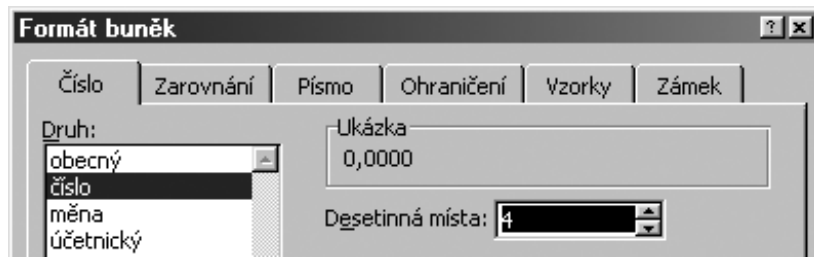 Formát buněk
Číslo Zarovnání Písmo Ohraničení Vzorky Zámek
Druh:
obecný
číslo
měna
účetnický
Ukázka
0,0000
Desetinná místa: 4